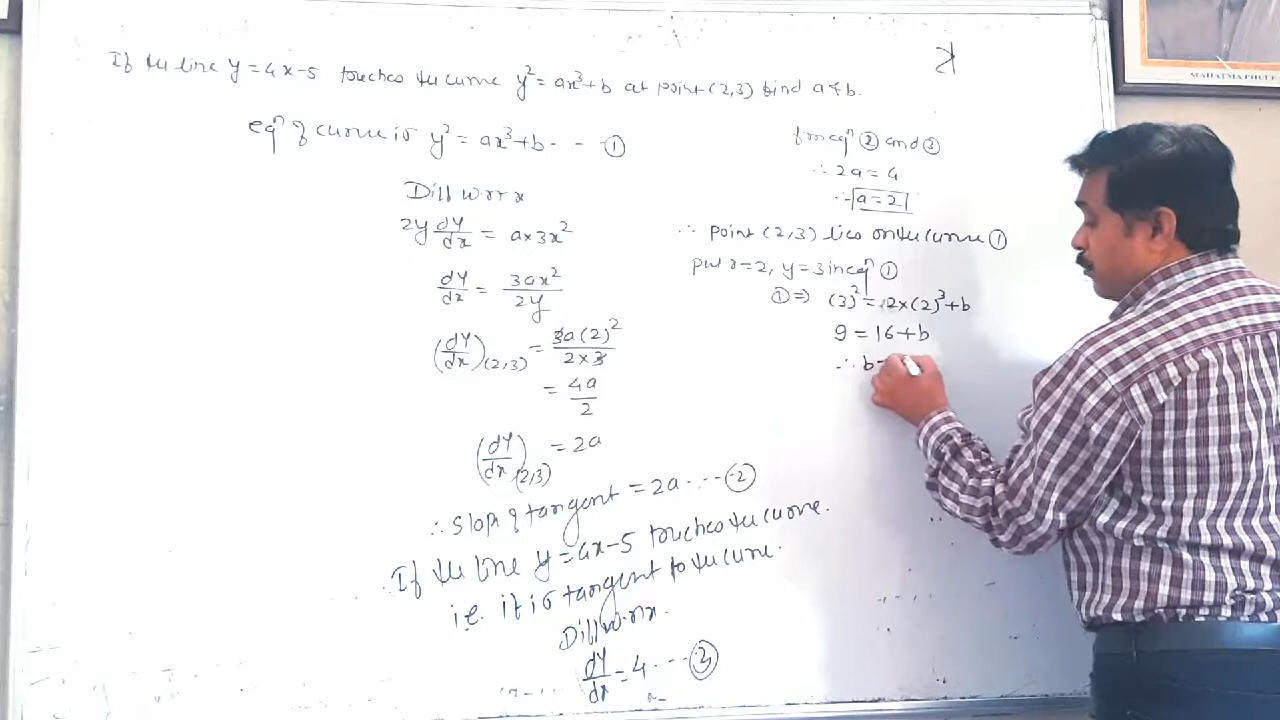 If the line y = 4x-5 touches the curve y² = ax³+b at point (2,3) find a & b.
eqⁿ of curve is y² = ax³+b - - - ①
Diff w.r.t x
2y dy/dx = a×3x²
dy/dx = 3ax²/2y
(dy/dx)(2,3) = 3a(2)²/2×3
= 4a/2
(dy/dx)(2,3) = 2a
∴ slope of tangent = 2a ... - - ②
If the line y = 4x-5 touches the curve.
i.e. it is tangent to the curve.
Diff w.r.t x.
dy/dx = 4 ... - - ③
from eqⁿ ② and ③
∴ 2a = 4
∴ a = 2
∴ point (2,3) lies on the curve ①
put x=2, y=3 in eqⁿ ①
① ⇒ (3)² = 2×(2)³+b
9 = 16+b
∴ b=
MAHATMA PHULE